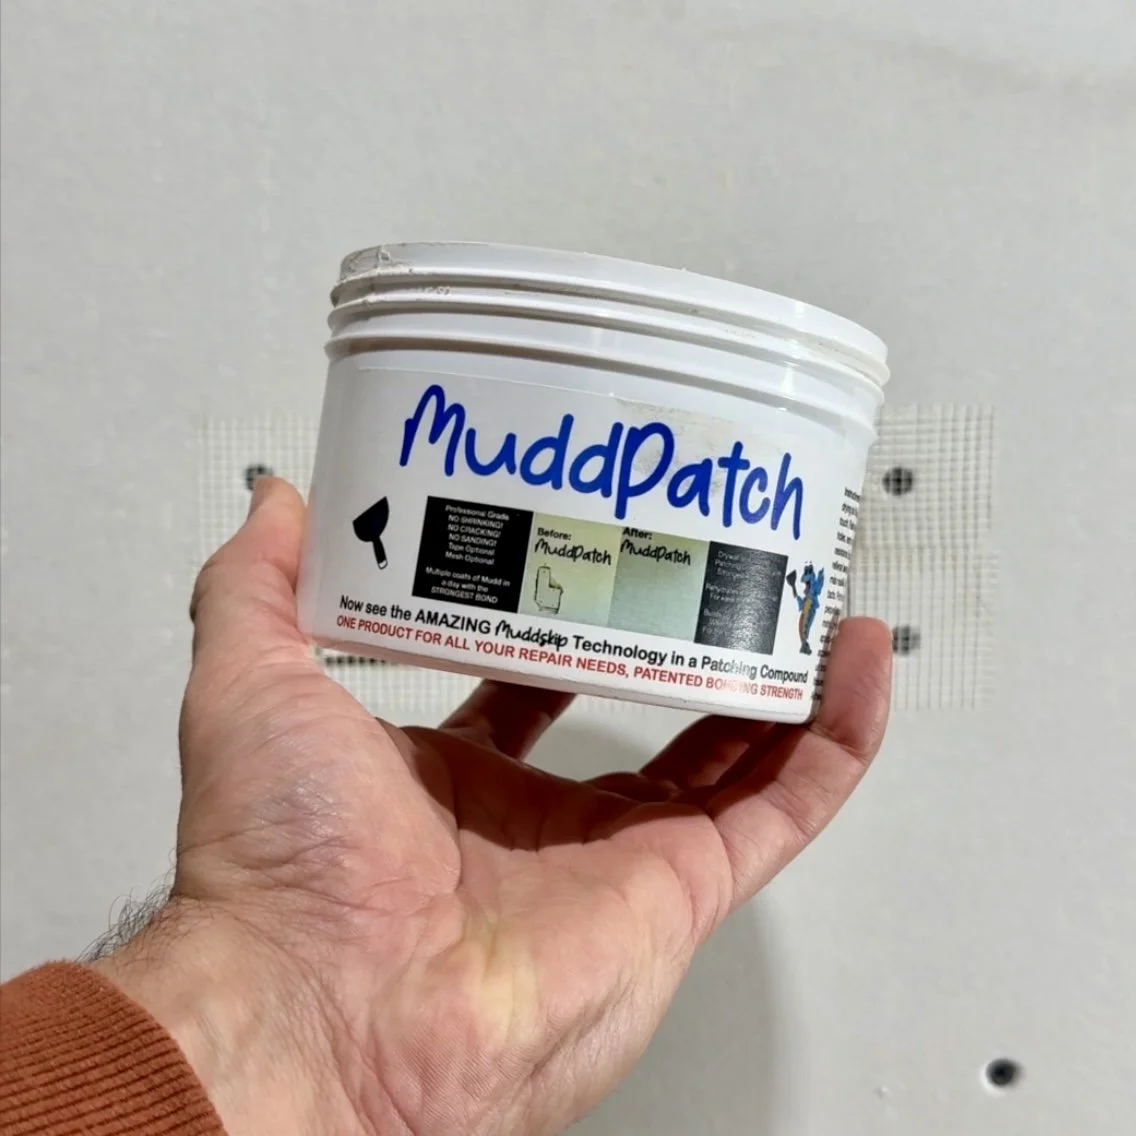 MuddPatch
Professional Grade
NO SHRINKING!
NO CRACKING!
NO SANDING!
Tape Optional
Mesh Optional
Multiple coats of Mudd in
a day with the
STRONGEST BOND
Before:
MuddPatch
After:
MuddPatch
Now see the AMAZING Muddskip Technology in a Patching Compound
ONE PRODUCT FOR ALL YOUR REPAIR NEEDS, PATENTED BONDING STRENGTH